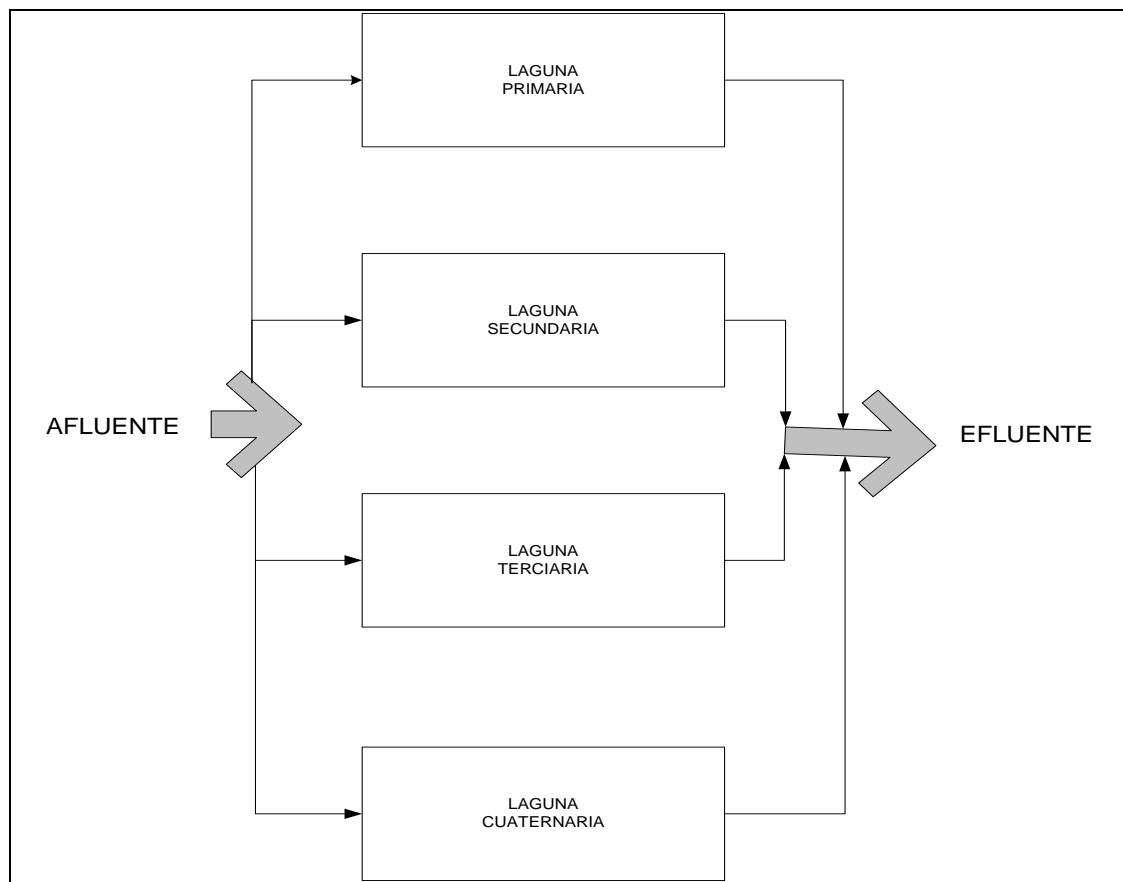 LAGUNA
PRIMARIA
LAGUNA
SECUNDARIA
AFLUENTE
EFLUENTE
LAGUNA
TERCIARIA
LAGUNA
CUATERNARIA